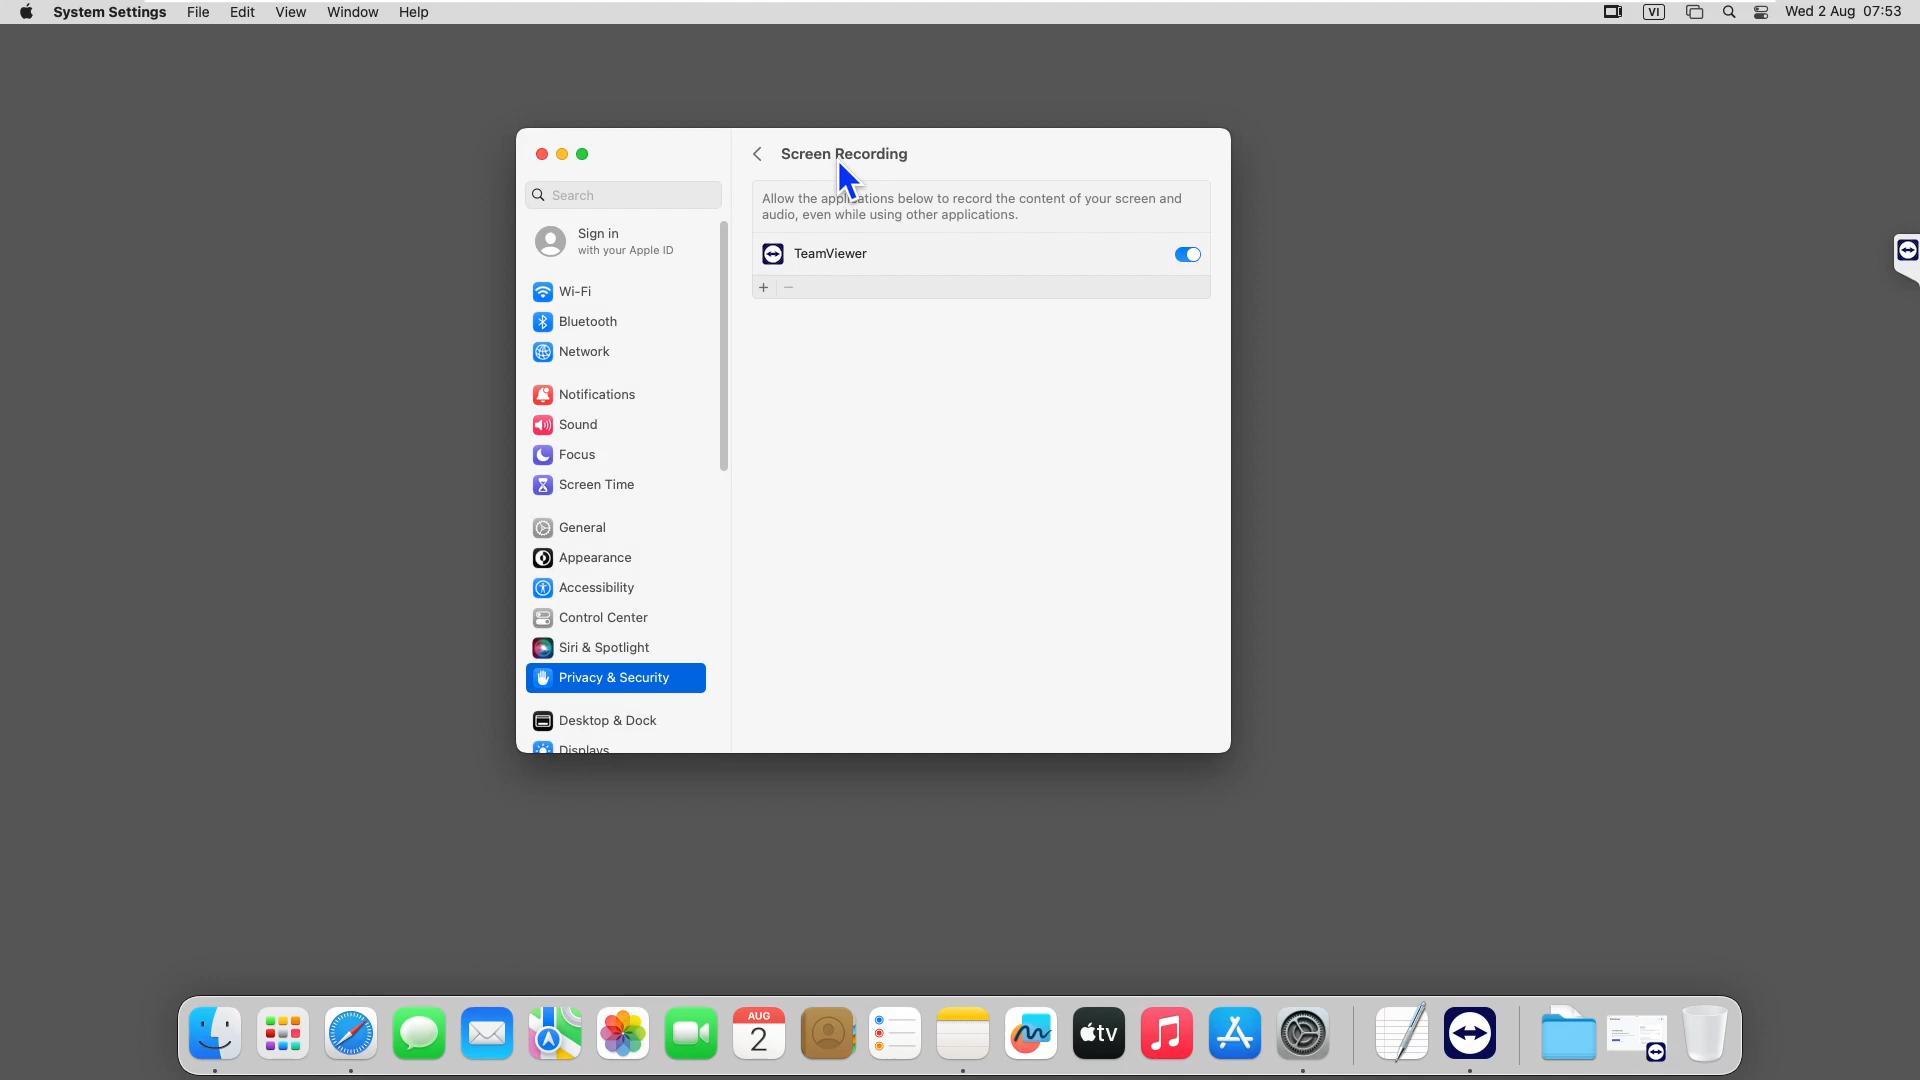 System Settings File Edit View Window Help VI Wed 2 Aug 07:53
Screen Recording
Search
Allow the applications below to record the content of your screen and
audio, even while using other applications.
Sign in
with your Apple ID
TeamViewer
+ −
Wi-Fi
Bluetooth
Network
Notifications
Sound
Focus
Screen Time
General
Appearance
Accessibility
Control Center
Siri & Spotlight
Privacy & Security
Desktop & Dock
Displays
AUG
2
tv